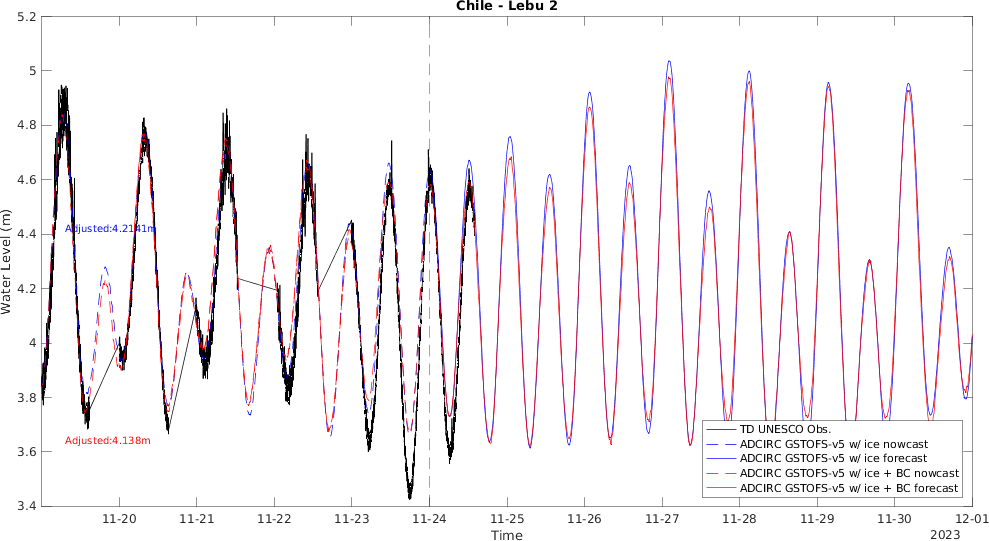 Chile - Lebu 2
5.2
5
4.8
4.6
4.4
4.2
4
3.8
3.6
3.4
Water Level (m)
Adjusted:4.2141m
Adjusted:4.138m
TD UNESCO Obs.
ADCIRC GSTOFS-v5 w/ ice nowcast
ADCIRC GSTOFS-v5 w/ ice forecast
ADCIRC GSTOFS-v5 w/ ice + BC nowcast
ADCIRC GSTOFS-v5 w/ ice + BC forecast
11-20 11-21 11-22 11-23 11-24 11-25 11-26 11-27 11-28 11-29 11-30 12-01
Time
2023